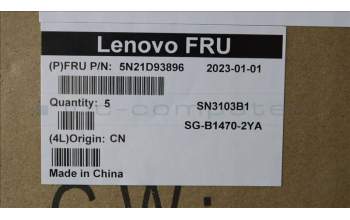 Lenovo FRU
(P)FRU P/N: 5N21D93896 2023-01-01
Quantity: 5 SN3103B1
SG-B1470-2YA
(4L)Origin: CN
Made in China